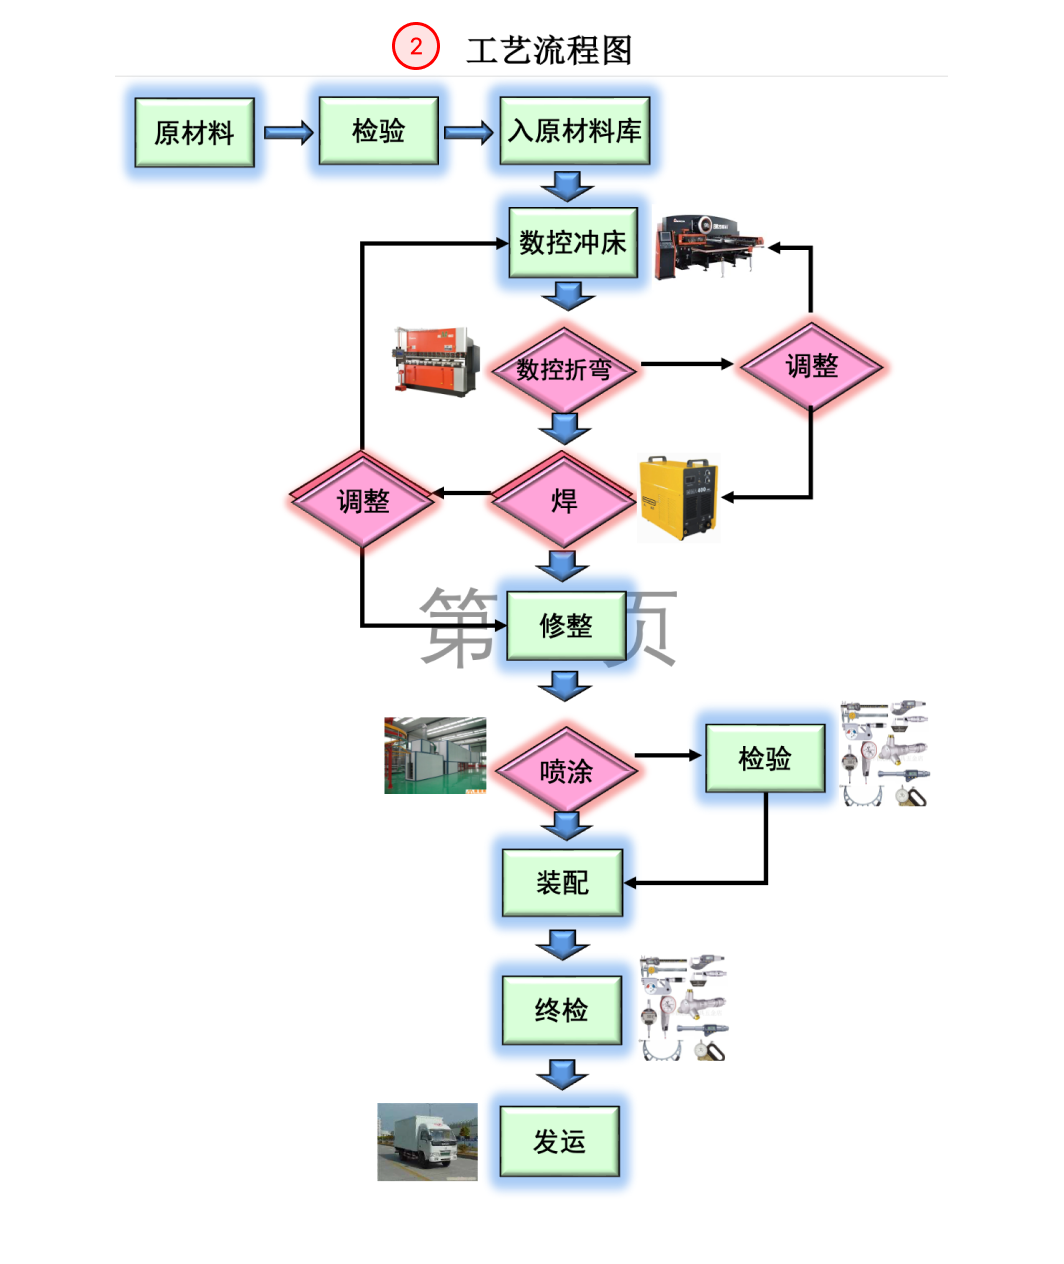 2 工艺流程图
原材料 检验 入原材料库
数控冲床
数控折弯 调整
调整 焊
第 页
修整
喷涂 检验
装配
终检
发运